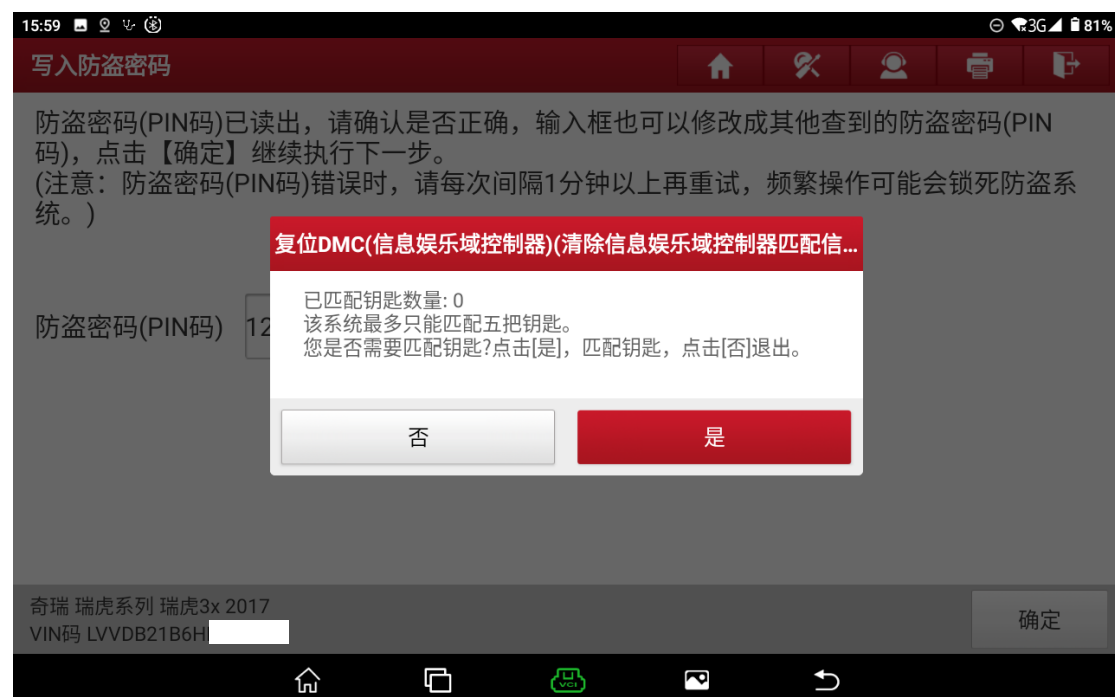 15:59
3G
81%
写入防盗密码
防盗密码(PIN码)已读出，请确认是否正确，输入框也可以修改成其他查到的防盗密码(PIN
码)，点击【确定】继续执行下一步。
(注意：防盗密码(PIN码)错误时，请每次间隔1分钟以上再重试，频繁操作可能会锁死防盗系
统。)
复位DMC(信息娱乐域控制器)(清除信息娱乐域控制器匹配信...
已匹配钥匙数量: 0
该系统最多只能匹配五把钥匙。
您是否需要匹配钥匙?点击[是]，匹配钥匙，点击[否]退出。
防盗密码(PIN码) 12
否
是
奇瑞 瑞虎系列 瑞虎3x 2017
VIN码 LVVDB21B6H
确定
VCI